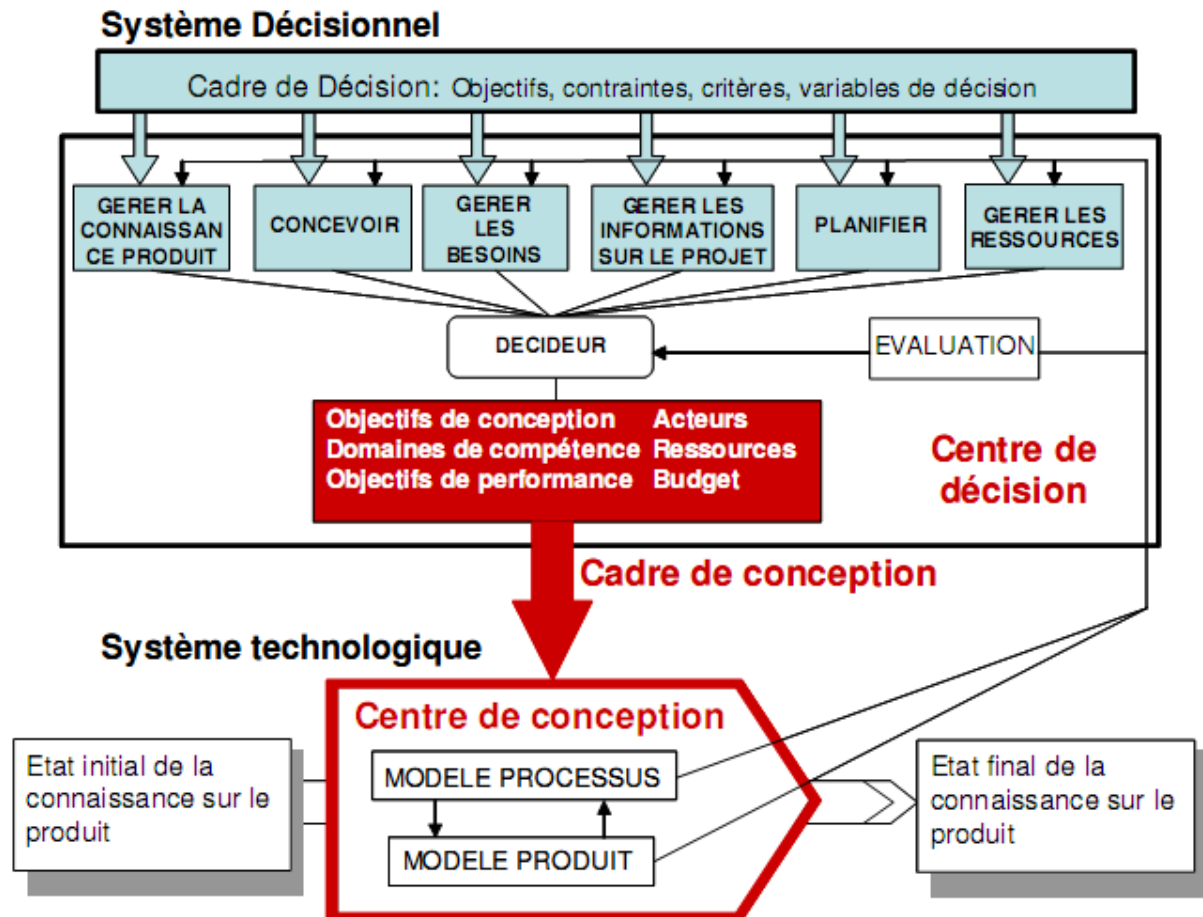 Système Décisionnel
Cadre de Décision: Objectifs, contraintes, critères, variables de décision
GERER LA
CONNAISSAN
CE PRODUIT
CONCEVOIR
GERER
LES
BESOINS
GERER LES
INFORMATIONS
SUR LE PROJET
PLANIFIER
GERER LES
RESSOURCES
DECIDEUR
EVALUATION
Objectifs de conception Acteurs
Domaines de compétence Ressources
Objectifs de performance Budget
Centre de
décision
Cadre de conception
Système technologique
Centre de conception
MODELE PROCESSUS
MODELE PRODUIT
Etat initial de la
connaissance sur le
produit
Etat final de la
connaissance sur le
produit